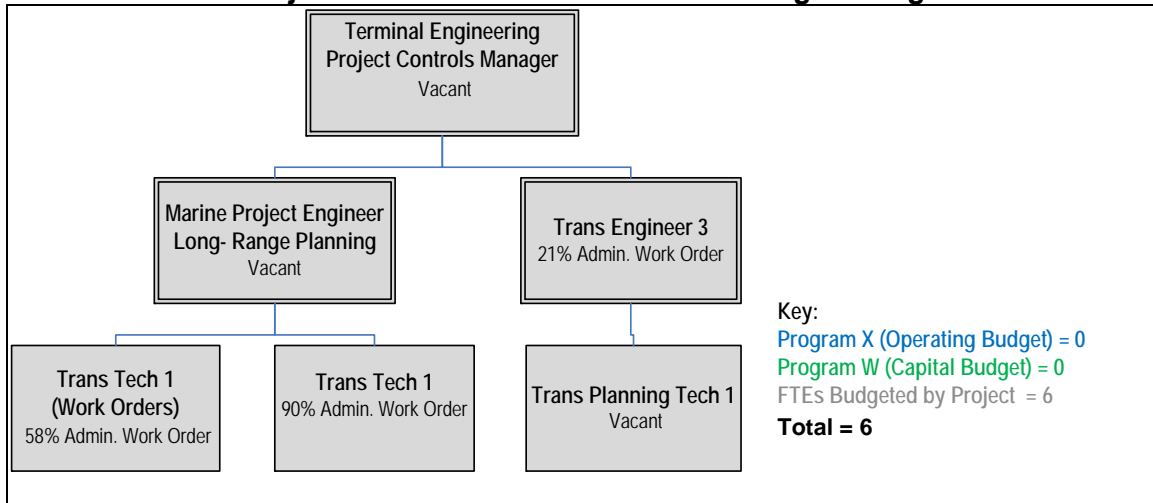 Terminal Engineering
Project Controls Manager
Vacant
Marine Project Engineer
Long- Range Planning
Vacant
Trans Engineer 3
21% Admin. Work Order
Trans Tech 1
(Work Orders)
58% Admin. Work Order
Trans Tech 1
90% Admin. Work Order
Trans Planning Tech 1
Vacant
Key:
Program X (Operating Budget) = 0
Program W (Capital Budget) = 0
FTEs Budgeted by Project = 6
Total = 6